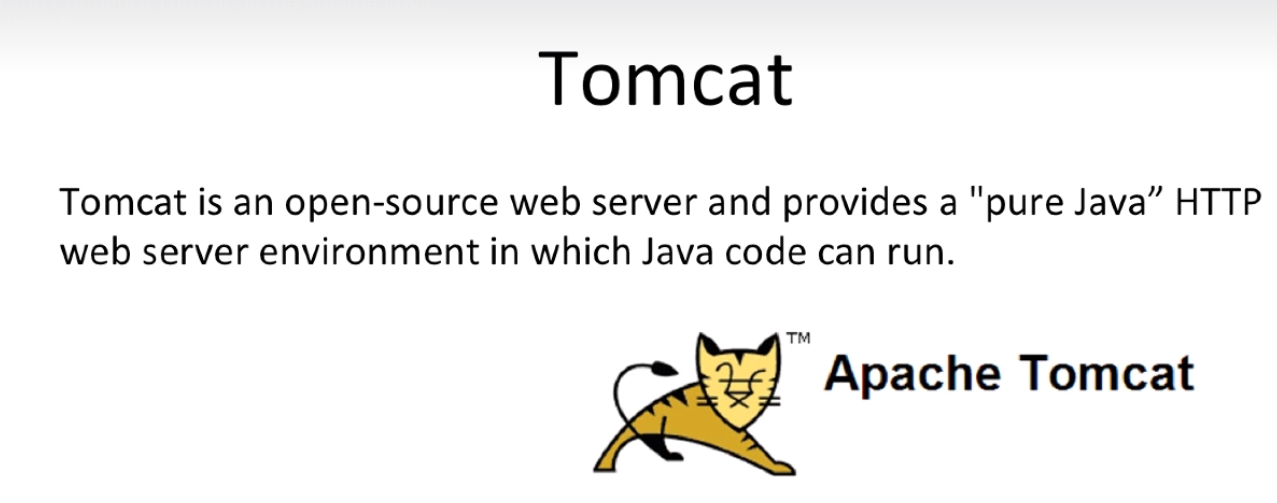 Tomcat
Tomcat is an open-source web server and provides a "pure Java” HTTP
web server environment in which Java code can run.
TM
Apache Tomcat